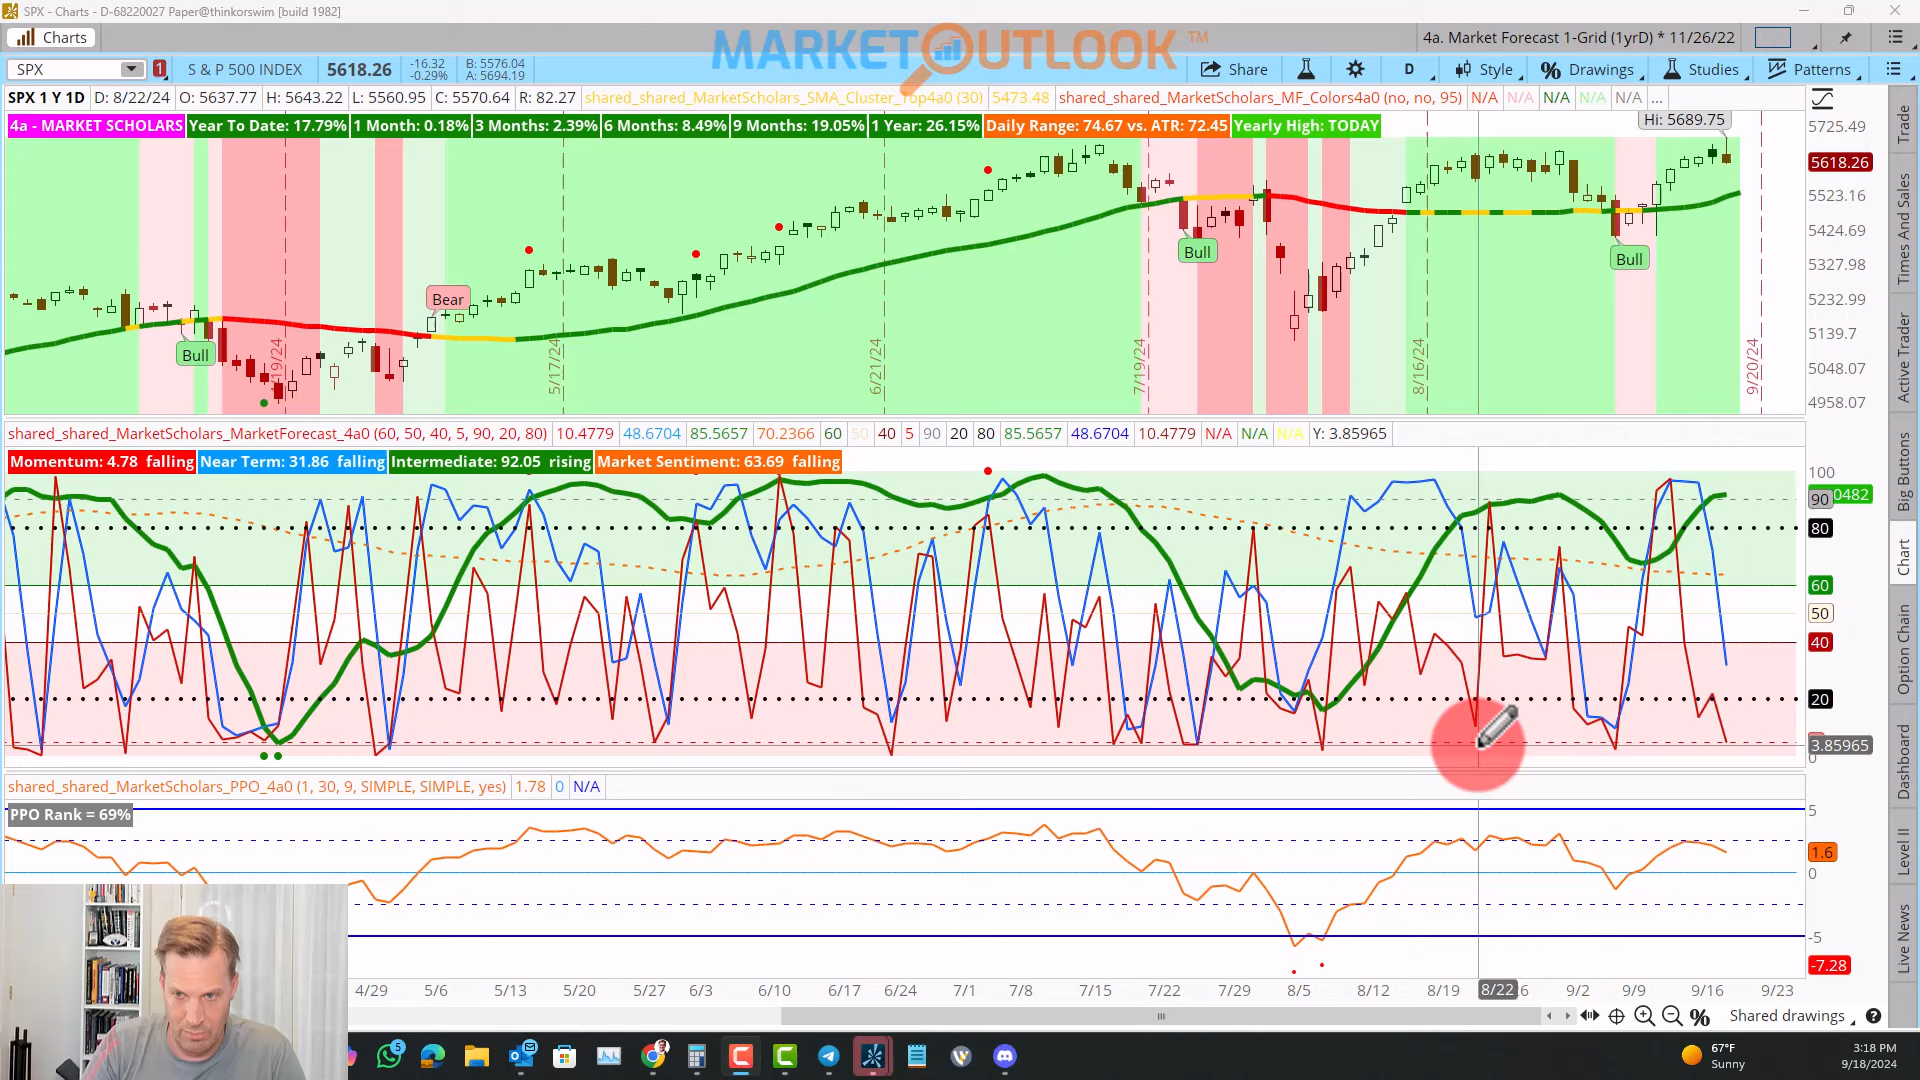 SPX - Charts - D-68220027 Paper@thinkorswim [build 1982]
Charts
MARKET OUTLOOK ™
4a. Market Forecast 1-Grid (1yrD) * 11/26/22
SPX
1
S & P 500 INDEX
5618.26
-16.32
-0.29%
B: 5576.04
A: 5694.19
Share
D
Style
Drawings
Studies
Patterns
SPX 1 Y 1D D: 8/22/24 O: 5637.77 H: 5643.22 L: 5560.95 C: 5570.64 R: 82.27 shared_shared_MarketScholars_SMA_Cluster_Top4a0 (30) 5473.48 shared_shared_MarketScholars_MF_Colors4a0 (no, no, 95) N/A N/A N/A N/A N/A ...
4a - MARKET SCHOLARS Year To Date: 17.79% 1 Month: 0.18% 3 Months: 2.39% 6 Months: 8.49% 9 Months: 19.05% 1 Year: 26.15% Daily Range: 74.67 vs. ATR: 72.45 Yearly High: TODAY
Hi: 5689.75
5725.49
5618.26
5523.16
5424.69
5327.98
5232.99
5139.7
5048.07
4958.07
Bull
Bear
Bull
Bull
5/17/24
6/21/24
7/19/24
8/16/24
9/20/24
shared_shared_MarketScholars_MarketForecast_4a0 (60, 50, 40, 5, 90, 20, 80) 10.4779 48.6704 85.5657 70.2366 60 50 40 5 90 20 80 85.5657 48.6704 10.4779 N/A N/A N/A Y: 3.85965
Momentum: 4.78 falling Near Term: 31.86 falling Intermediate: 92.05 rising Market Sentiment: 63.69 falling
100
90
0482
80
60
50
40
20
3.85965
0
shared_shared_MarketScholars_PPO_4a0 (1, 30, 9, SIMPLE, SIMPLE, yes) 1.78 0 N/A
PPO Rank = 69%
5
1.6
0
-5
-7.28
4/29 5/6 5/13 5/20 5/27 6/3 6/10 6/17 6/24 7/1 7/8 7/15 7/22 7/29 8/5 8/12 8/19 8/22 6 9/2 9/9 9/16 9/23
Shared drawings
Trade
Times And Sales
Active Trader
Big Buttons
Chart
Option Chain
Dashboard
Level II
Live News
5
67°F
Sunny
3:18 PM
9/18/2024